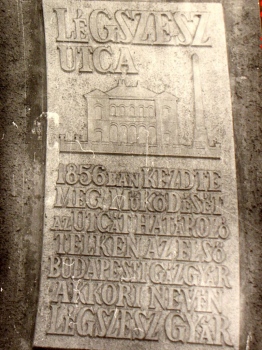 LÉGSZESZ
UTCA
1856-BAN KEZDTE
MEG MŰKÖDÉSÉT
AZ UTCÁT HATÁROLÓ
TELKEN AZ ELSŐ
BUDAPESTI GÁZGYÁR
AKKORI NEVÉN
LÉGSZESZGYÁR